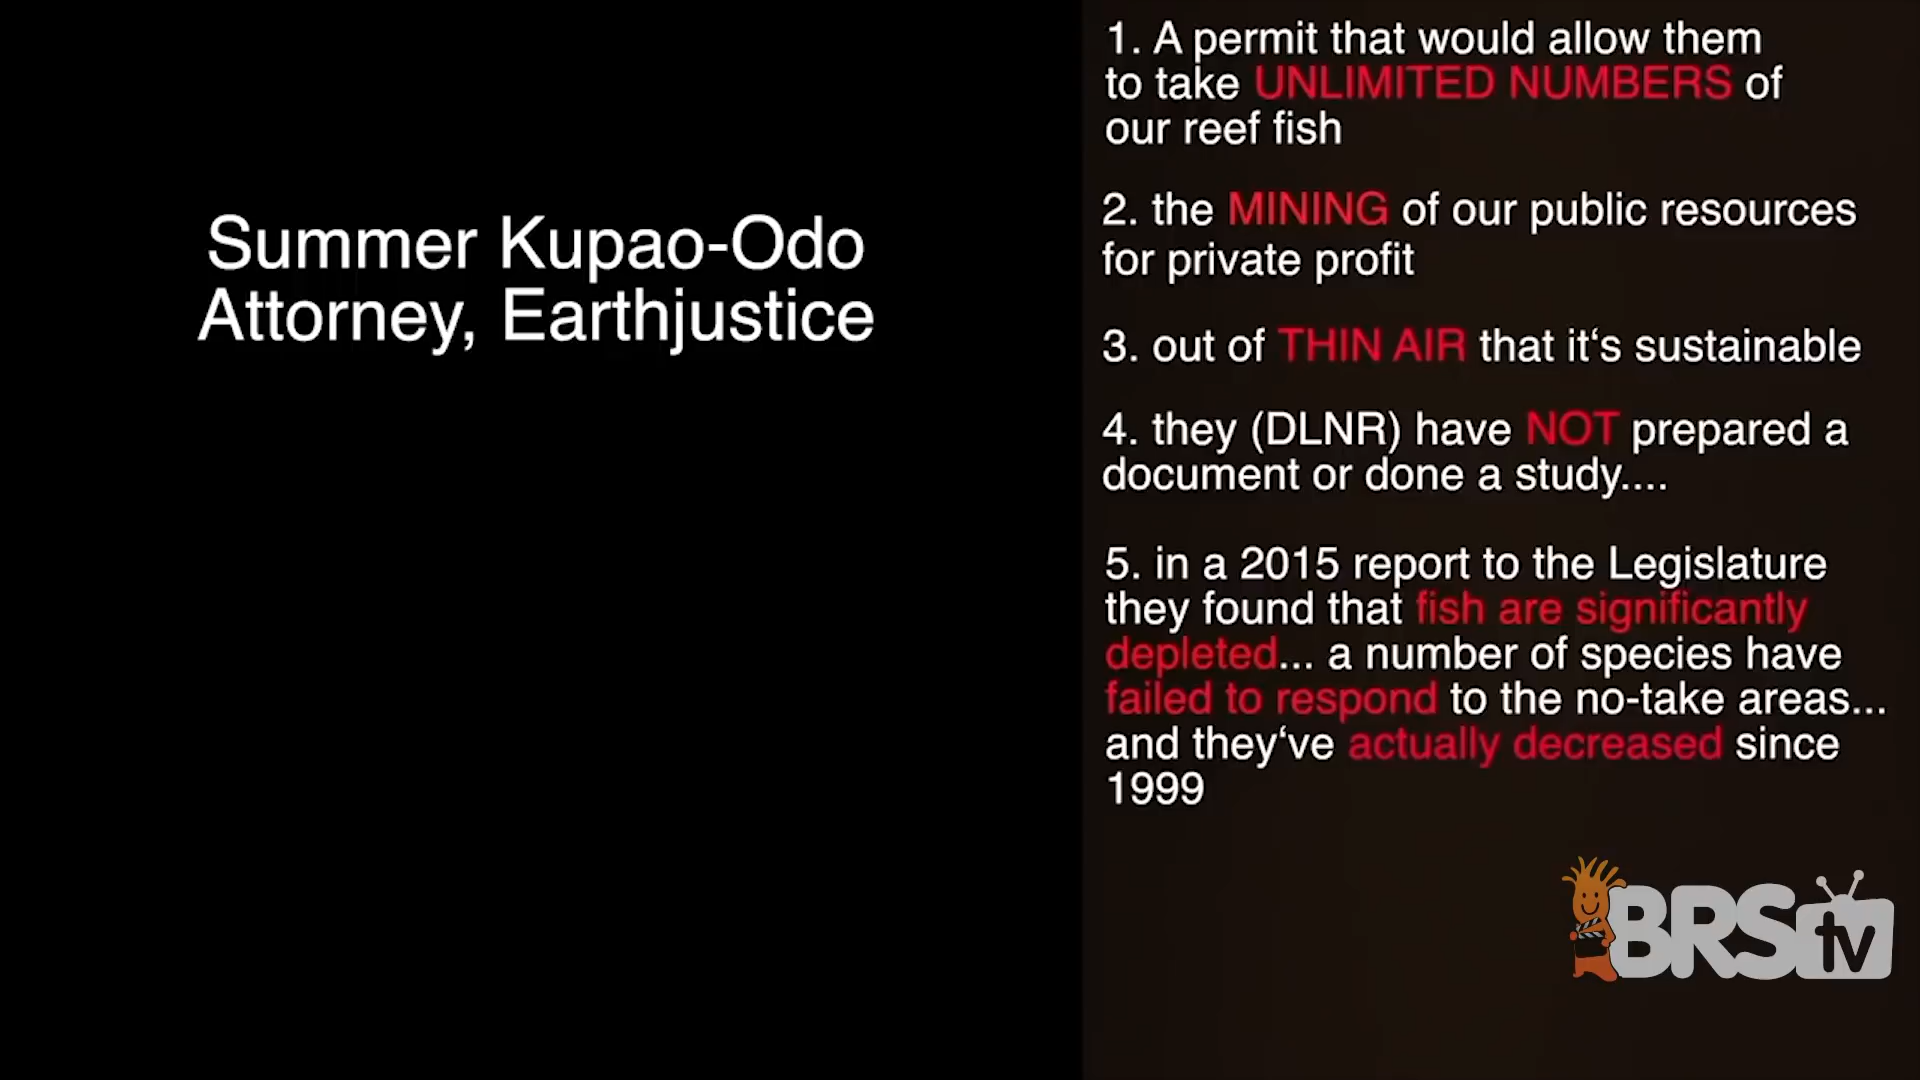 Summer Kupao-Odo
Attorney, Earthjustice
1. A permit that would allow them
to take UNLIMITED NUMBERS of
our reef fish
2. the MINING of our public resources
for private profit
3. out of THIN AIR that it‘s sustainable
4. they (DLNR) have NOT prepared a
document or done a study....
5. in a 2015 report to the Legislature
they found that fish are significantly
depleted... a number of species have
failed to respond to the no-take areas...
and they‘ve actually decreased since
1999
BRStv